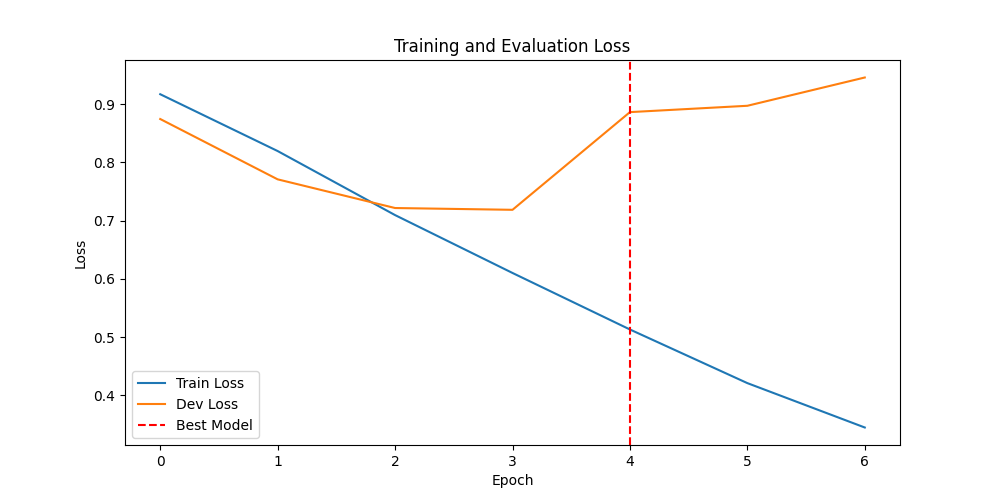 Training and Evaluation Loss
0.9
0.8
0.7
0.6
0.5
0.4
Loss
Train Loss
Dev Loss
Best Model
0 1 2 3 4 5 6
Epoch